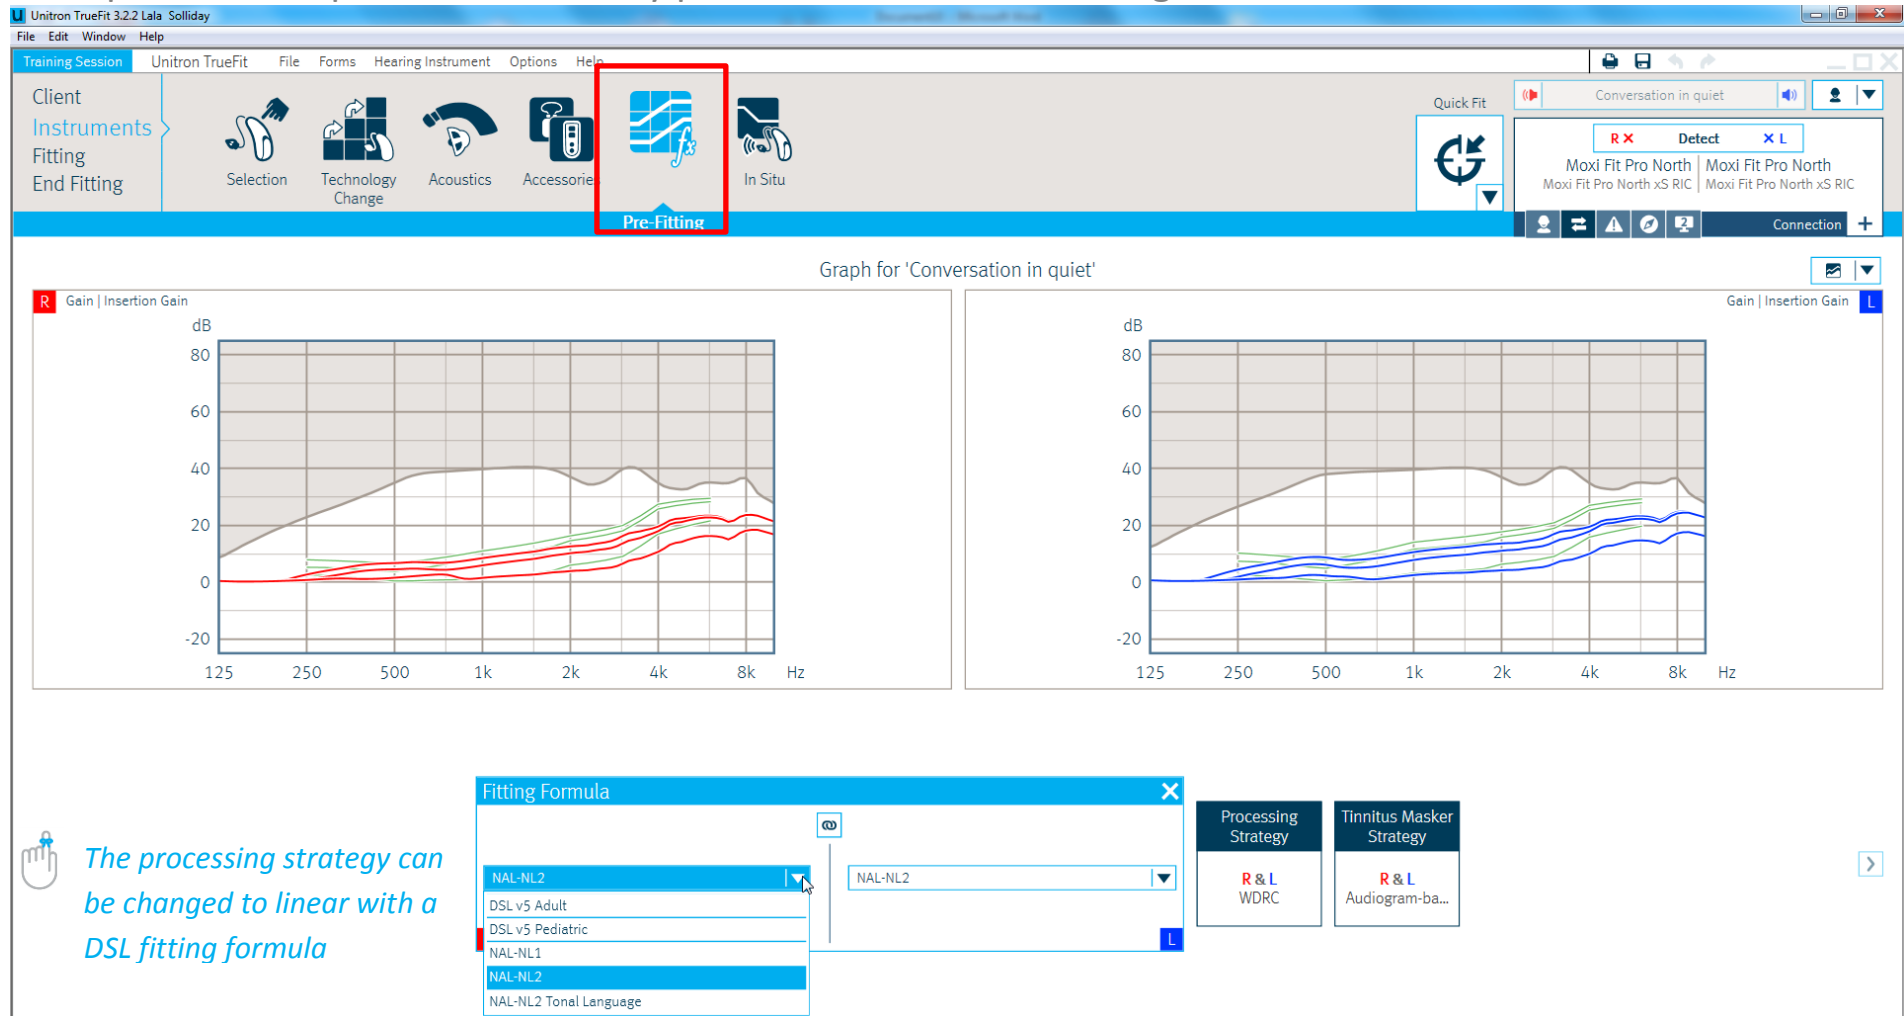 Unitron TrueFit 3.2.2 Lala Solliday
File Edit Window Help
Training Session Unitron TrueFit File Forms Hearing Instrument Options Help
Client
Instruments
Fitting
End Fitting
Selection
Technology
Change
Acoustics
Accessories
Pre-Fitting
In Situ
Quick Fit
Conversation in quiet
R Detect L
Moxi Fit Pro North Moxi Fit Pro North
Moxi Fit Pro North xS RIC Moxi Fit Pro North xS RIC
2 Connection
Graph for 'Conversation in quiet'
R Gain | Insertion Gain
dB
80
60
40
20
0
-20
125 250 500 1k 2k 4k 8k Hz
Gain | Insertion Gain L
dB
80
60
40
20
0
-20
125 250 500 1k 2k 4k 8k Hz
The processing strategy can
be changed to linear with a
DSL fitting formula
Fitting Formula
NAL-NL2
DSL v5 Adult
DSL v5 Pediatric
NAL-NL1
NAL-NL2
NAL-NL2 Tonal Language
NAL-NL2
L
Processing
Strategy
R & L
WDRC
Tinnitus Masker
Strategy
R & L
Audiogram-ba...